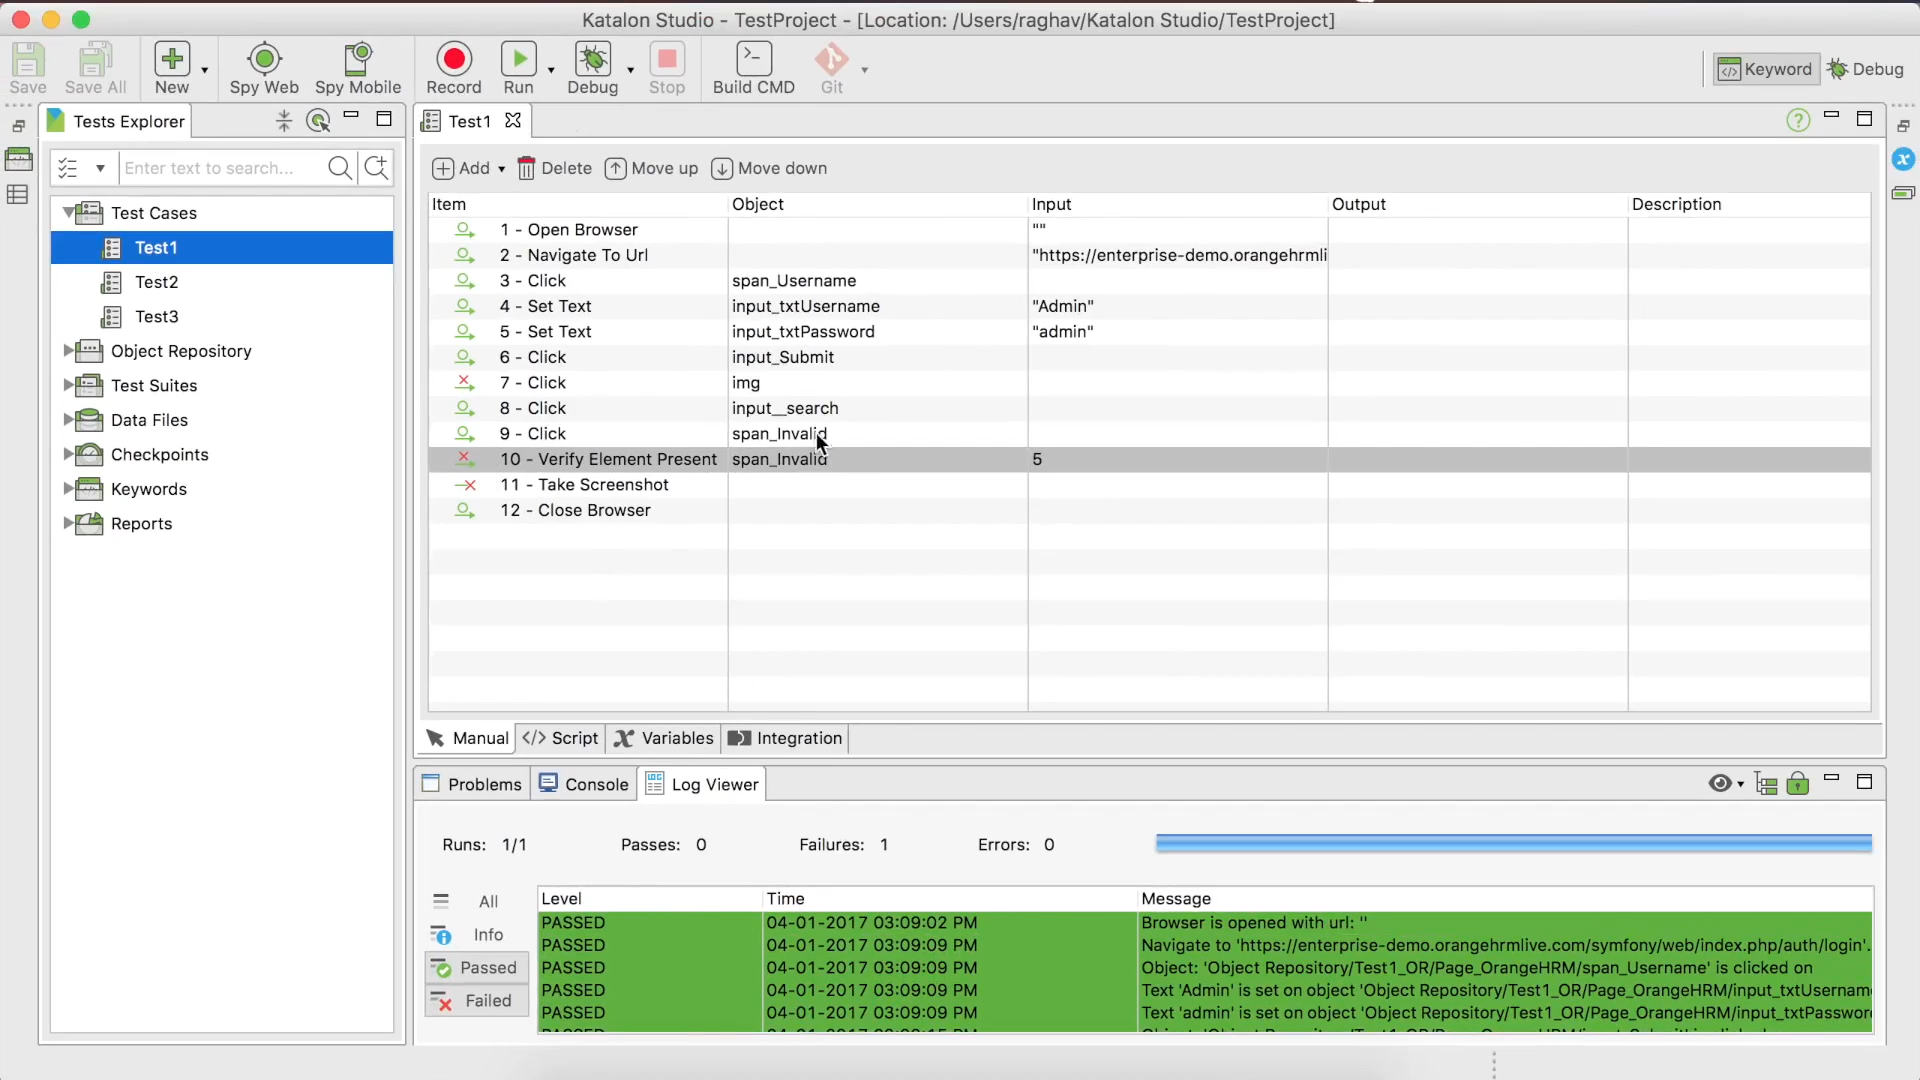 Katalon Studio - TestProject - [Location: /Users/raghav/Katalon Studio/TestProject]
Save
Save All
New
Spy Web
Spy Mobile
Record
Run
Debug
Stop
Build CMD
Git
Keyword
Debug
Tests Explorer
Test1
Enter text to search...
Add
Delete
Move up
Move down
Test Cases
Test1
Test2
Test3
Object Repository
Test Suites
Data Files
Checkpoints
Keywords
Reports
Item Object Input Output Description
1 - Open Browser ""
2 - Navigate To Url "https://enterprise-demo.orangehrmli
3 - Click span_Username
4 - Set Text input_txtUsername "Admin"
5 - Set Text input_txtPassword "admin"
6 - Click input_Submit
7 - Click img
8 - Click input__search
9 - Click span_Invalid
10 - Verify Element Present span_Invalid 5
11 - Take Screenshot
12 - Close Browser
Manual
Script
Variables
Integration
Problems
Console
Log Viewer
Runs: 1/1 Passes: 0 Failures: 1 Errors: 0
All
Info
Passed
Failed
Level Time Message
PASSED 04-01-2017 03:09:02 PM Browser is opened with url: ''
PASSED 04-01-2017 03:09:09 PM Navigate to 'https://enterprise-demo.orangehrmlive.com/symfony/web/index.php/auth/login'.
PASSED 04-01-2017 03:09:09 PM Object: 'Object Repository/Test1_OR/Page_OrangeHRM/span_Username' is clicked on
PASSED 04-01-2017 03:09:09 PM Text 'Admin' is set on object 'Object Repository/Test1_OR/Page_OrangeHRM/input_txtUsernam
PASSED 04-01-2017 03:09:09 PM Text 'admin' is set on object 'Object Repository/Test1_OR/Page_OrangeHRM/input_txtPasswor